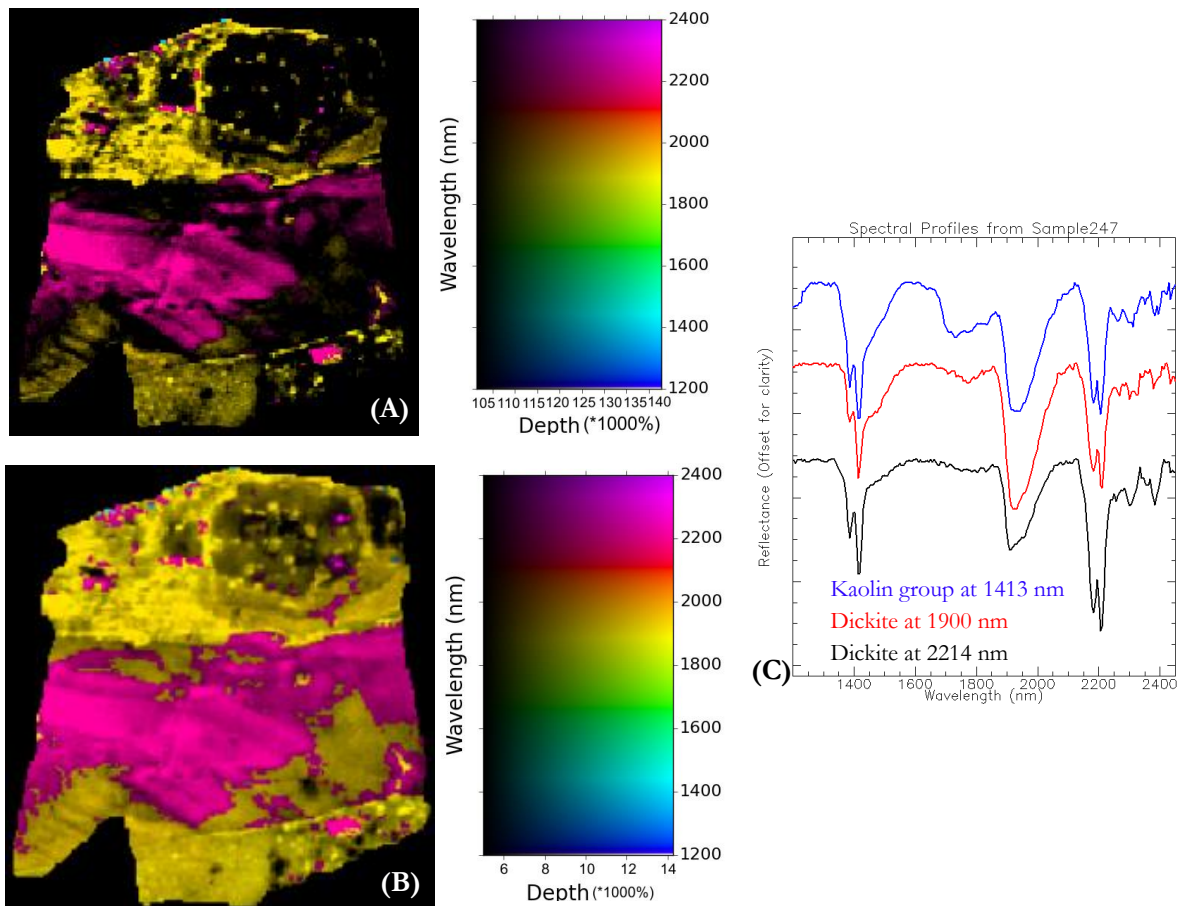 (A)
2400
2200
2000
1800
1600
1400
1200
Wavelength (nm)
105 110 115 120 125 130 135 140
Depth (*1000%)
(B)
2400
2200
2000
1800
1600
1400
1200
Wavelength (nm)
6 8 10 12 14
Depth (*1000%)
Spectral Profiles from Sample247
Reflectance (Offset for clarity)
Kaolin group at 1413 nm
Dickite at 1900 nm
Dickite at 2214 nm
(C)
1400 1600 1800 2000 2200 2400
Wavelength (nm)